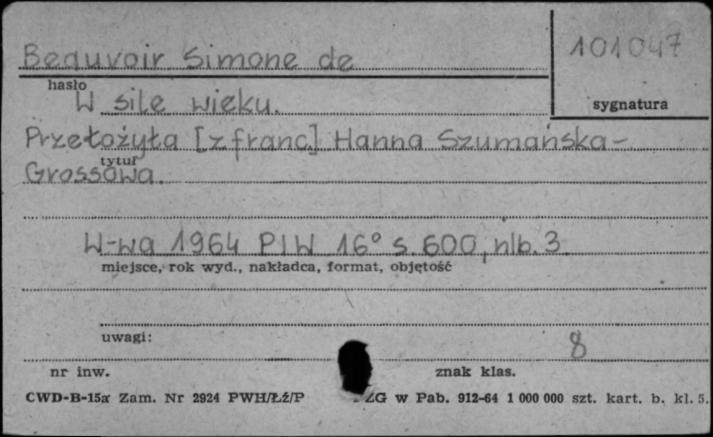 Beauvoir Simone de
101047
hasło
sygnatura
W sile wieku.
Przełożyła [z franc.] Hanna Szumańska-
tytuł
Grossowa.
W-wa 1964 PIW 16° s. 600, nlb. 3
miejsce, rok wyd., nakładca, format, objętość
uwagi:
8
nr inw.
znak klas.
CWD-B-15a Zam. Nr 2924 PWH/Łź/P
ZG w Pab. 912-64 1 000 000 szt. kart. b. kl. 5.